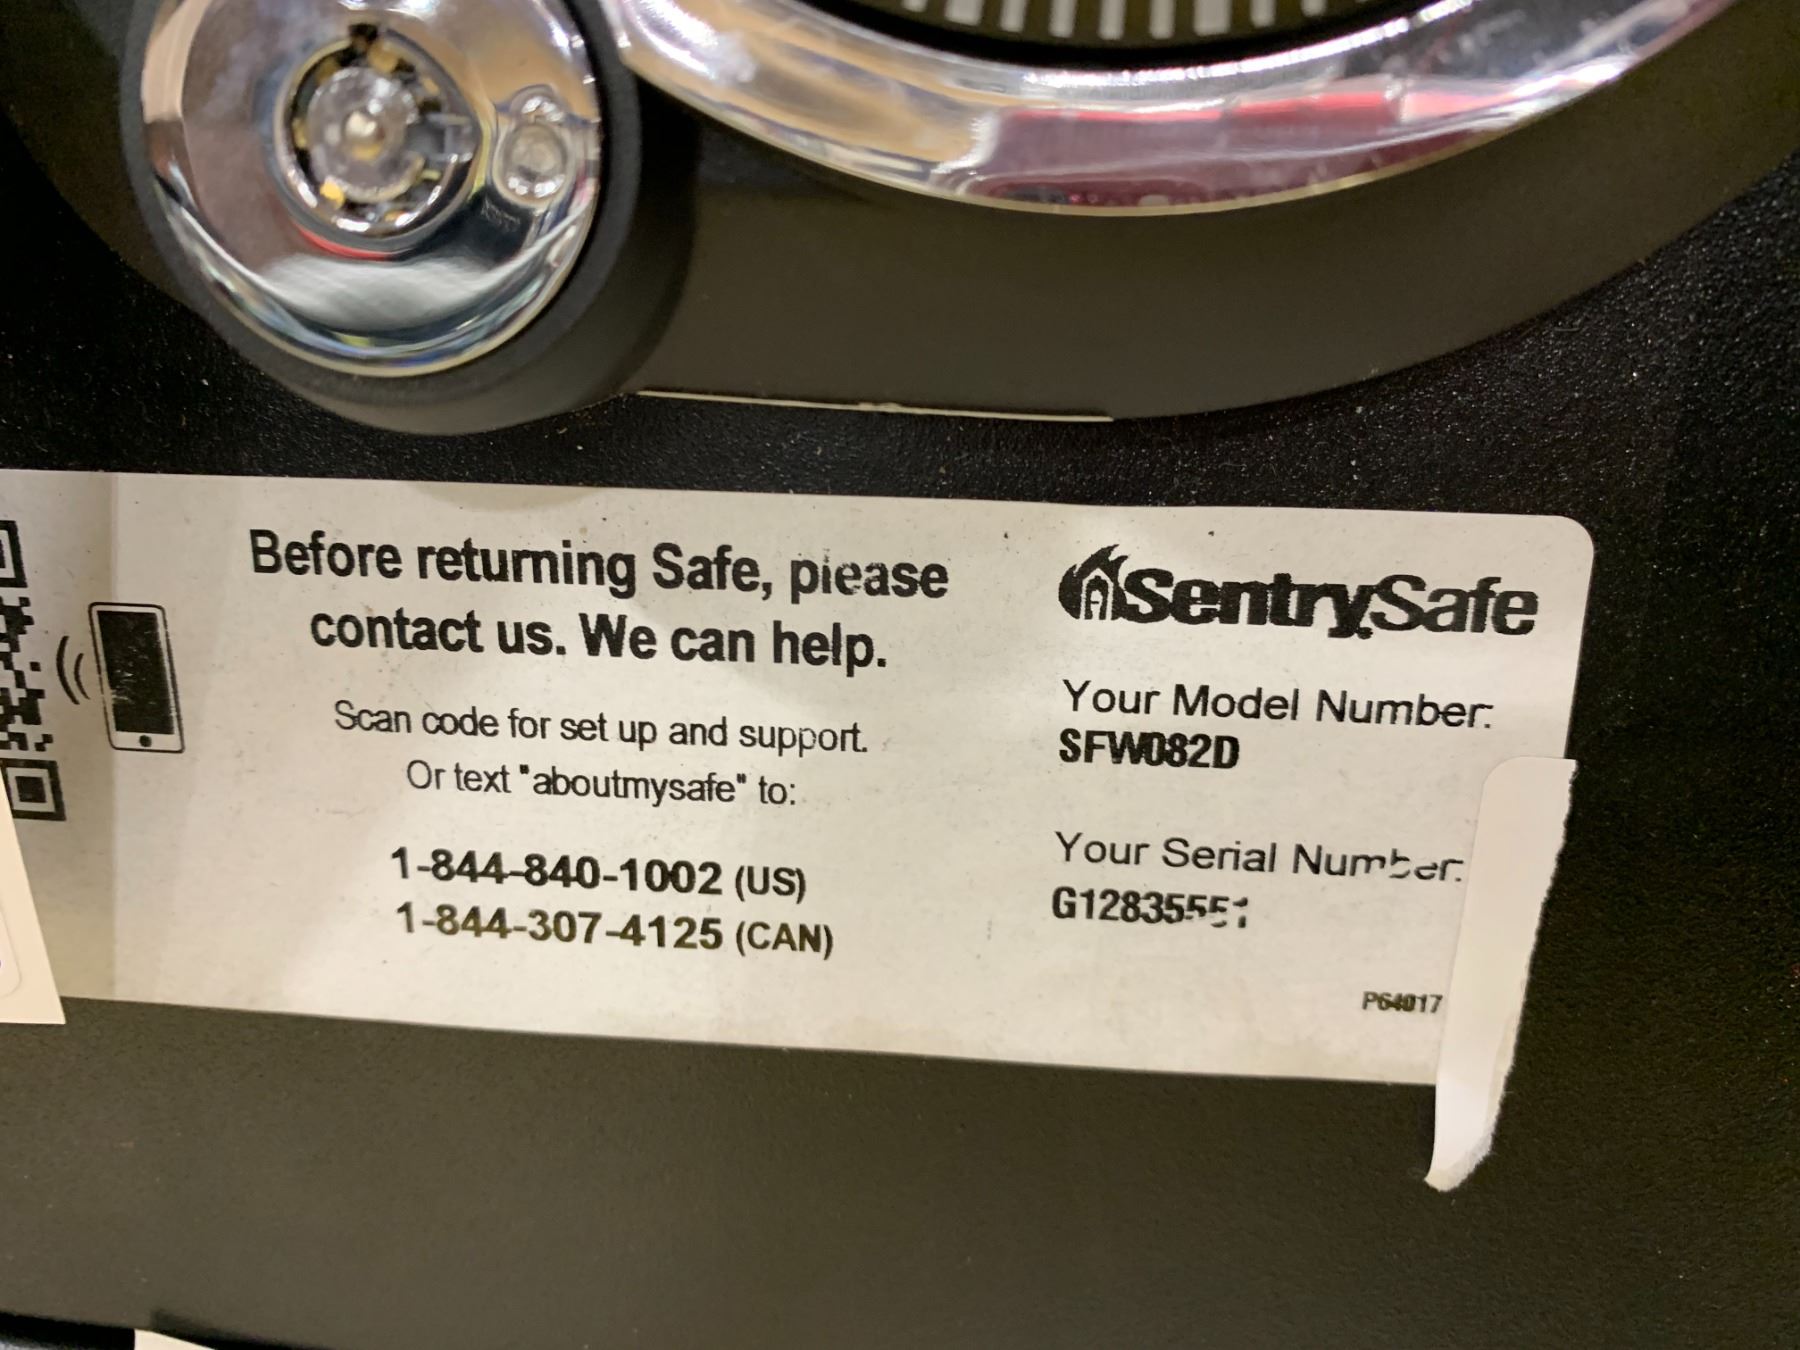 Before returning Safe, please
contact us. We can help.
Scan code for set up and support.
Or text "aboutmysafe" to:
1-844-840-1002 (US)
1-844-307-4125 (CAN)
SentrySafe
Your Model Number:
SFW082D
Your Serial Number:
G12835551
P64017